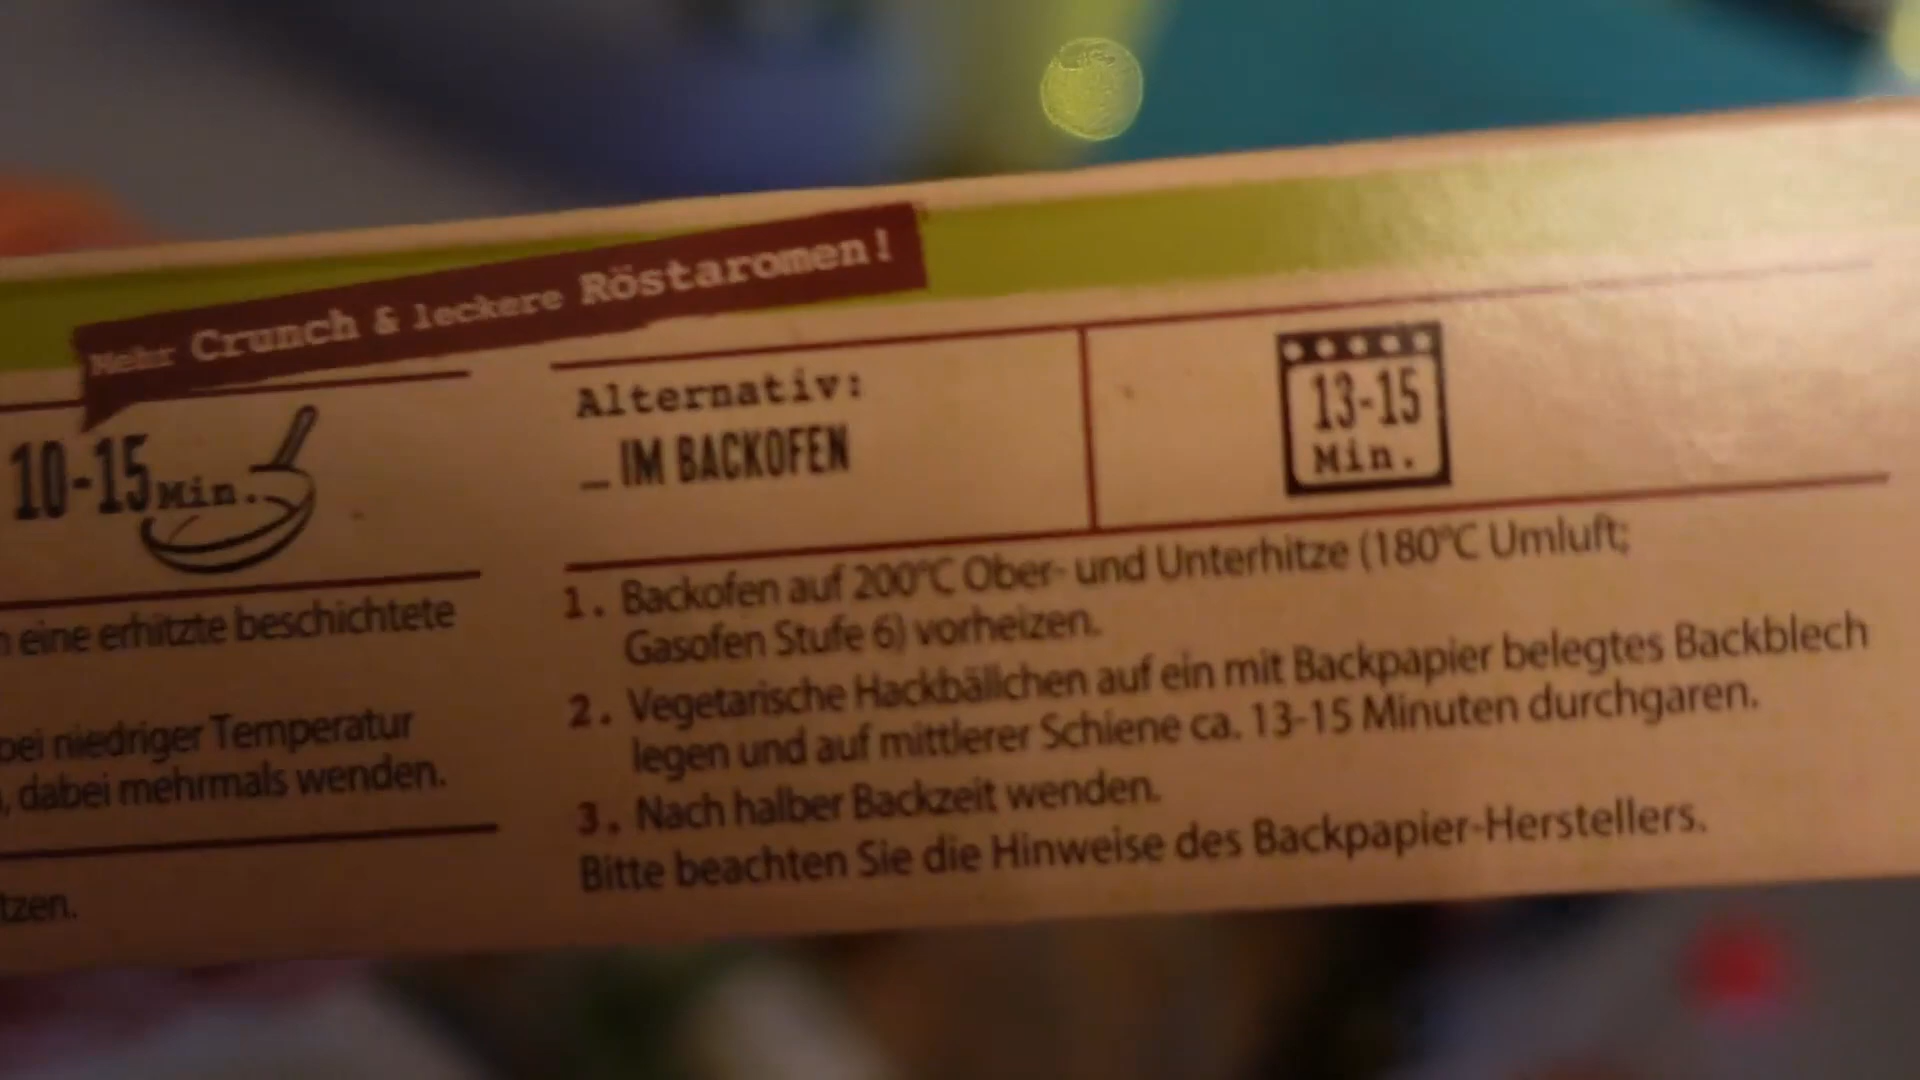 Mehr Crunch & leckere Röstaromen!
10-15 Min.
n eine erhitzte beschichtete
bei niedriger Temperatur
, dabei mehrmals wenden.
tzen.
Alternativ:
_ IM BACKOFEN
13-15
Min.
1. Backofen auf 200°C Ober- und Unterhitze (180°C Umluft;
Gasofen Stufe 6) vorheizen.
2. Vegetarische Hackbällchen auf ein mit Backpapier belegtes Backblech
legen und auf mittlerer Schiene ca. 13-15 Minuten durchgaren.
3. Nach halber Backzeit wenden.
Bitte beachten Sie die Hinweise des Backpapier-Herstellers.